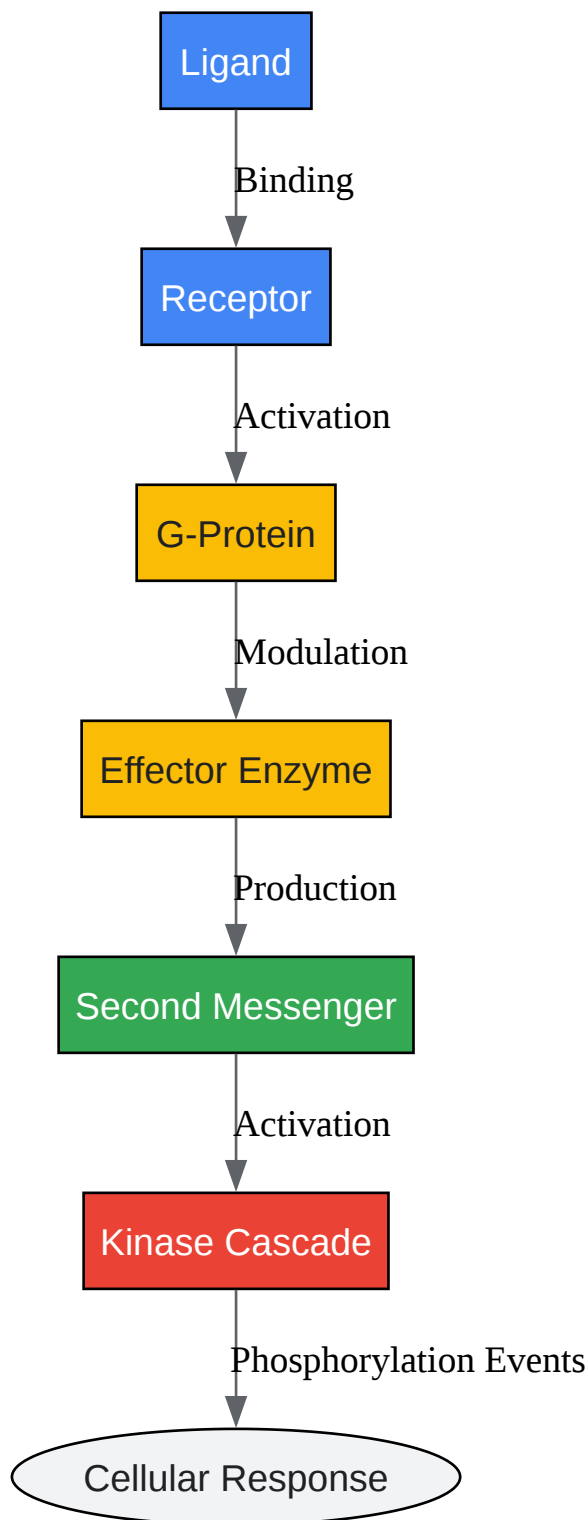 Ligand
Binding
Receptor
Activation
G-Protein
Modulation
Effector Enzyme
Production
Second Messenger
Activation
Kinase Cascade
Phosphorylation Events
Cellular Response